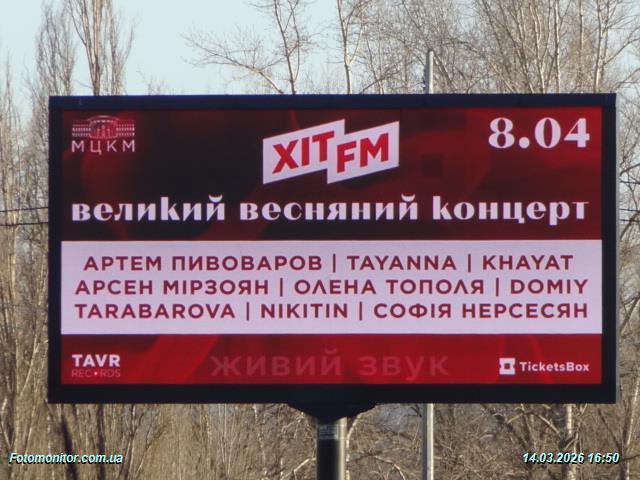 МЦКМ
ХІТ FM
8.04
великий весняний концерт
АРТЕМ ПИВОВАРОВ | TAYANNA | KHAYAT
АРСЕН МІРЗОЯН | ОЛЕНА ТОПОЛЯ | DOMIY
TARABAROVA | NIKITIN | СОФІЯ НЕРСЕСЯН
TAVR
RECORDS
живий звук
TicketsBox
Fotomonitor.com.ua
14.03.2026 16:50